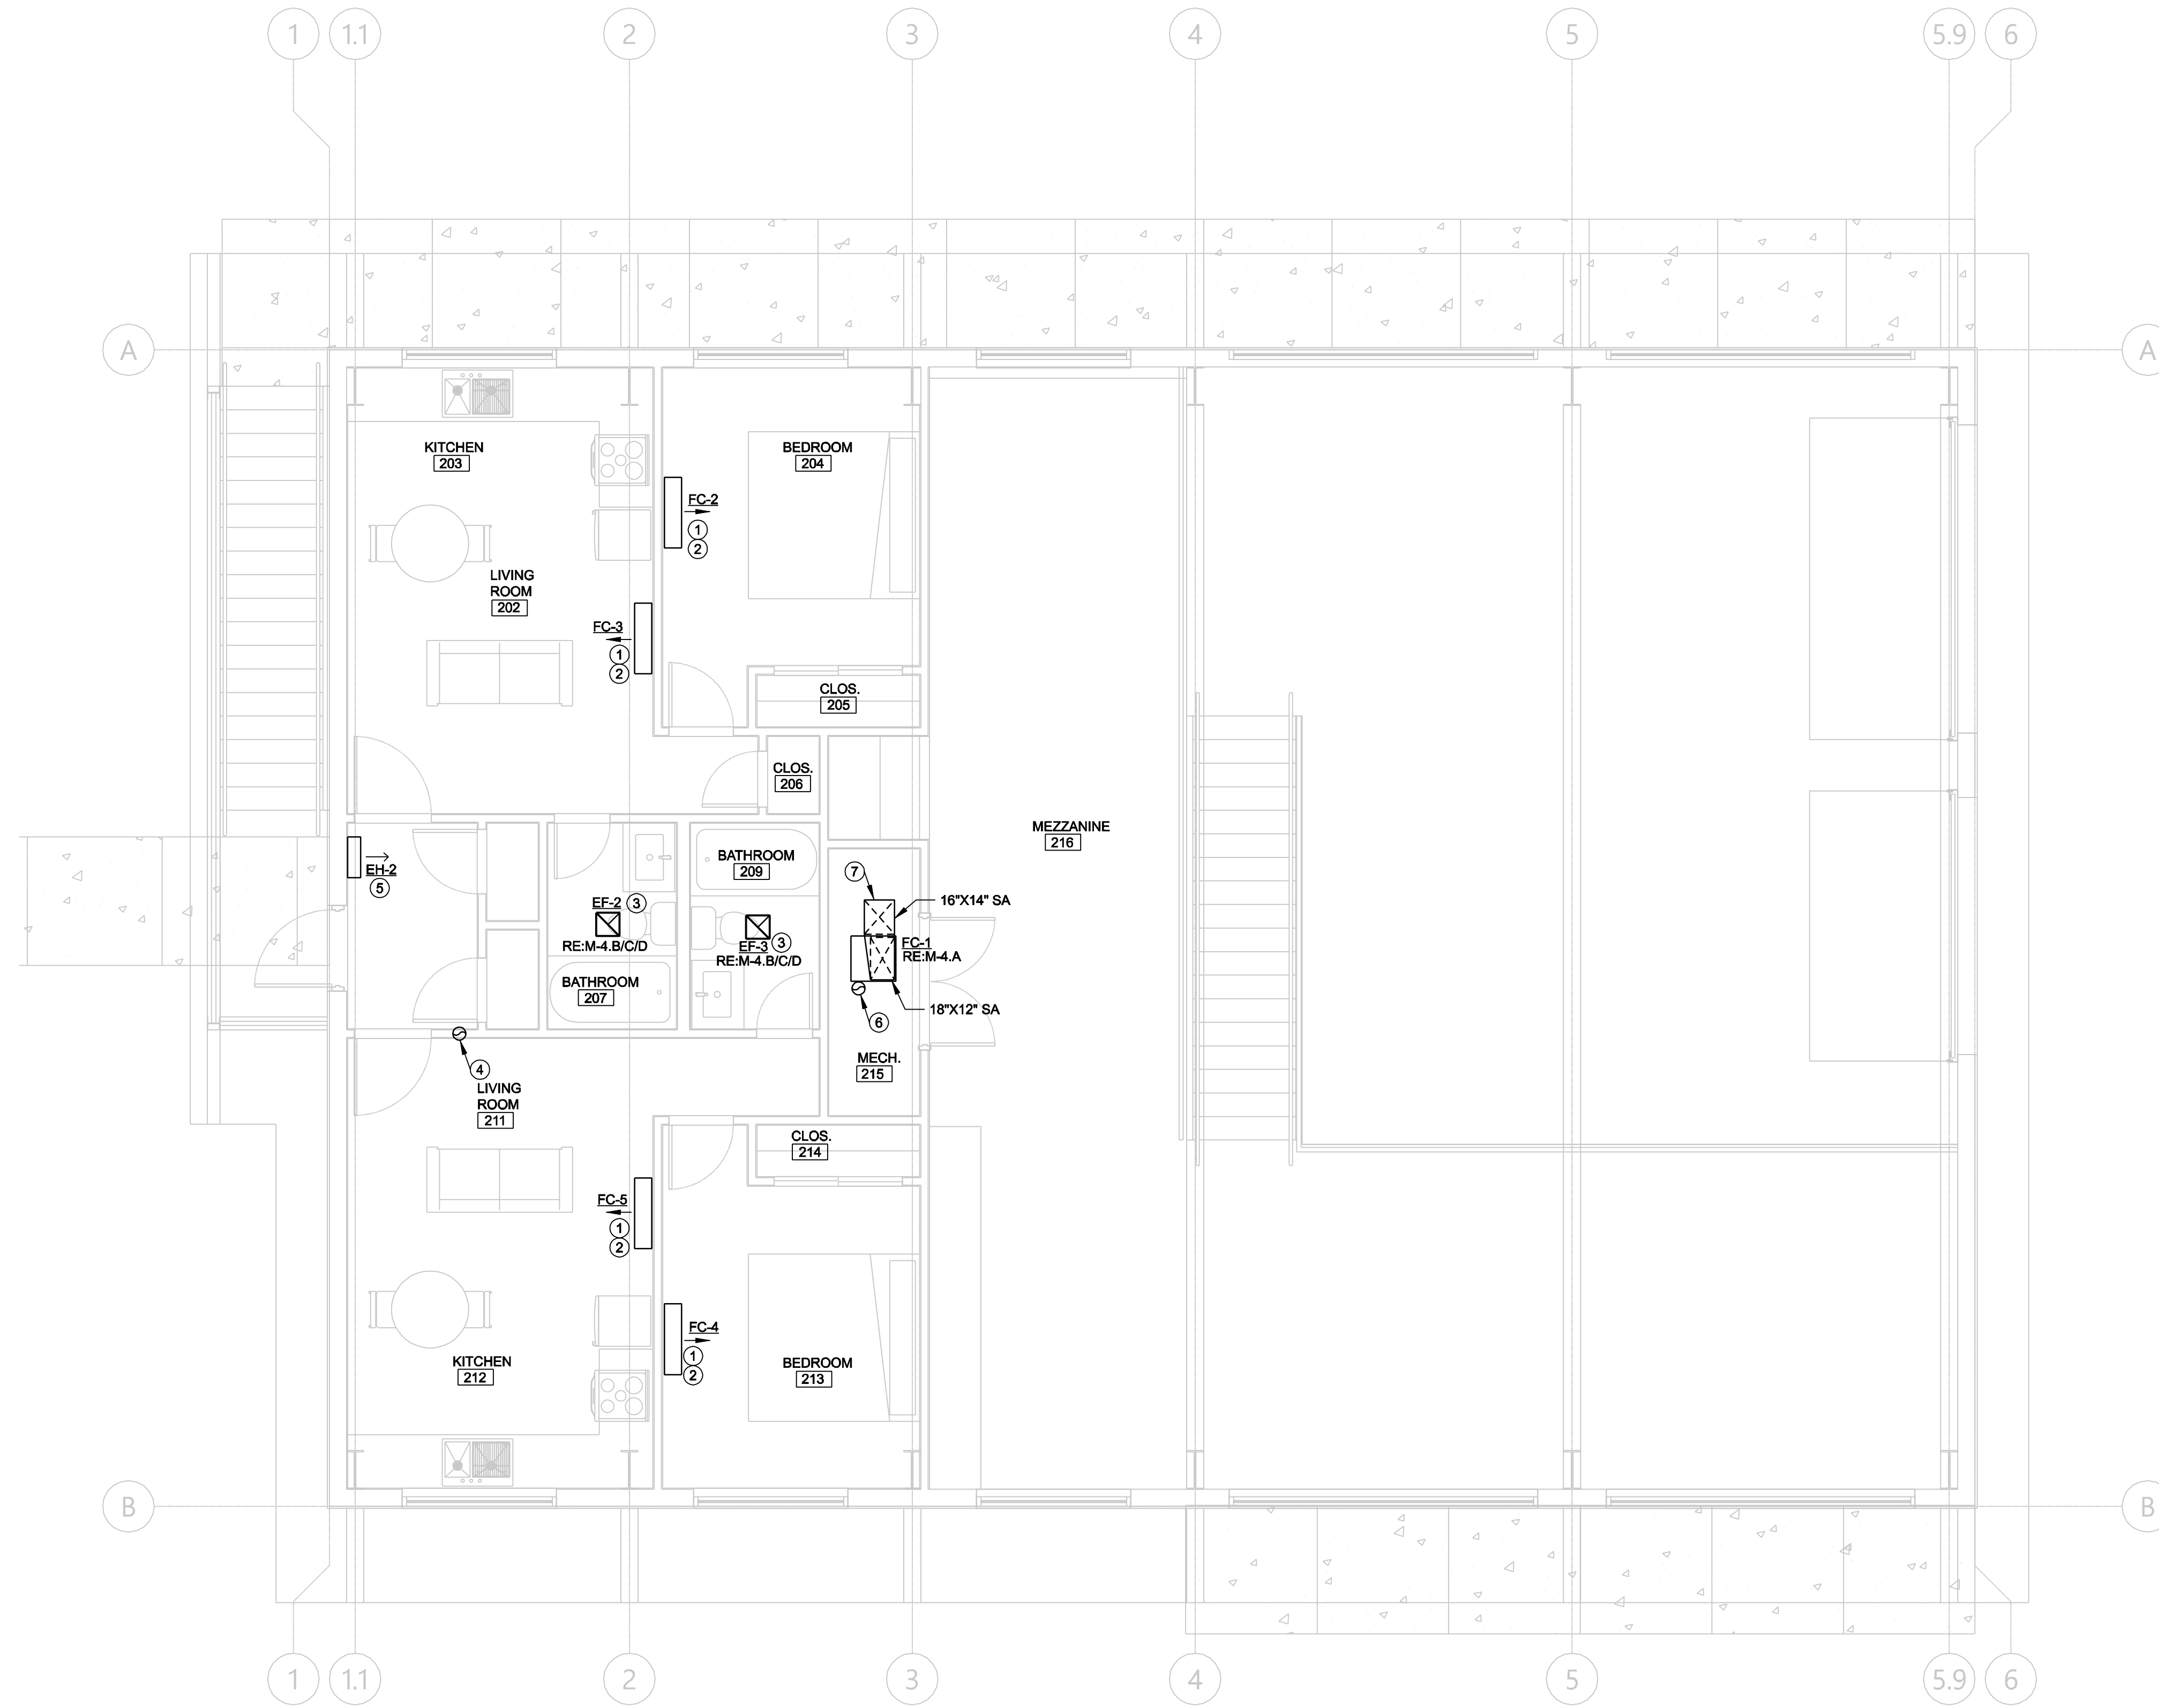 1 1.1 2 3 4 5 5.9 6
A A
KITCHEN
203
BEDROOM
204
FC-2
1
2
LIVING
ROOM
202
FC-3
1
2
CLOS.
205
CLOS.
206
MEZZANINE
216
EH-2
5
BATHROOM
209
7
16"X14" SA
EF-2 3
RE:M-4.B/C/D
EF-3 3
RE:M-4.B/C/D
FC-1
RE:M-4.A
BATHROOM
207
18"X12" SA
6
MECH.
215
4
LIVING
ROOM
211
CLOS.
214
FC-5
1
2
FC-4
1
2
KITCHEN
212
BEDROOM
213
B B
1 1.1 2 3 4 5 5.9 6